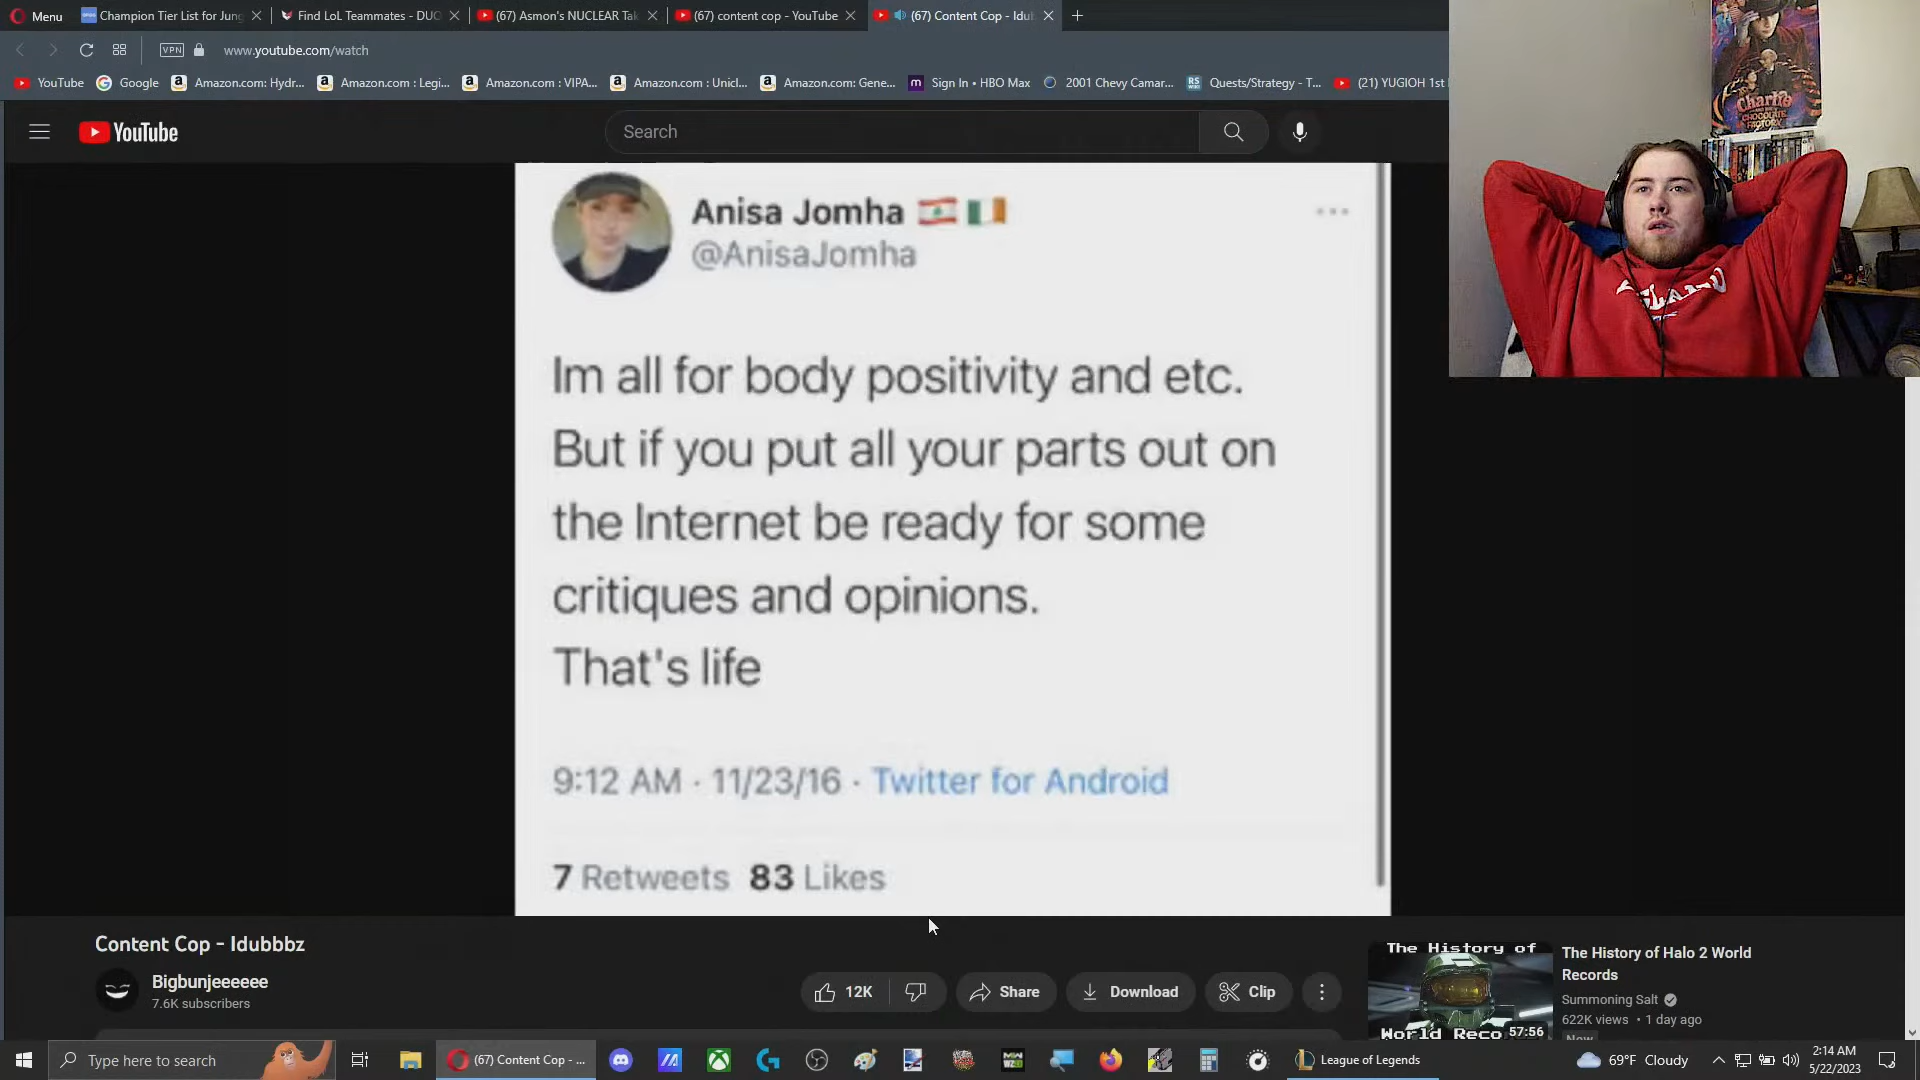 Menu
Champion Tier List for Jung
Find LoL Teammates - DUO
(67) Asmon's NUCLEAR Tak
(67) content cop - YouTube
(67) Content Cop - Idu
VPN
www.youtube.com/watch
YouTube
Google
Amazon.com: Hydr...
Amazon.com : Legi...
Amazon.com : VIPA...
Amazon.com : Unicl...
Amazon.com: Gene...
Sign In • HBO Max
2001 Chevy Camar...
Quests/Strategy - T...
(21) YUGIOH 1st
Charlie
CHOCOLATE
FACTORY
YouTube
Search
Anisa Jomha
@AnisaJomha
Im all for body positivity and etc.
But if you put all your parts out on
the Internet be ready for some
critiques and opinions.
That's life
9:12 AM · 11/23/16 · Twitter for Android
7 Retweets 83 Likes
Content Cop - Idubbbz
Bigbunjeeeeee
7.6K subscribers
12K
Share
Download
Clip
The History of
World Reco
57:56
The History of Halo 2 World
Records
Summoning Salt
622K views • 1 day ago
New
Type here to search
(67) Content Cop - ...
League of Legends
69°F Cloudy
2:14 AM
5/22/2023